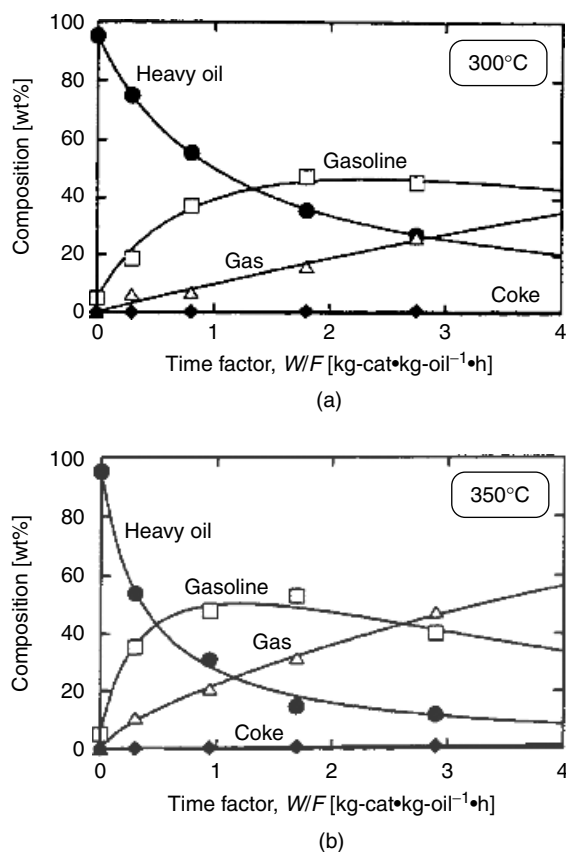 100
80
60
40
20
0
Composition [wt%]
300°C
Heavy oil
Gasoline
Gas
Coke
0 1 2 3 4
Time factor, W/F [kg-cat•kg-oil⁻¹•h]
(a)
100
80
60
40
20
0
Composition [wt%]
350°C
Heavy oil
Gasoline
Gas
Coke
0 1 2 3 4
Time factor, W/F [kg-cat•kg-oil⁻¹•h]
(b)